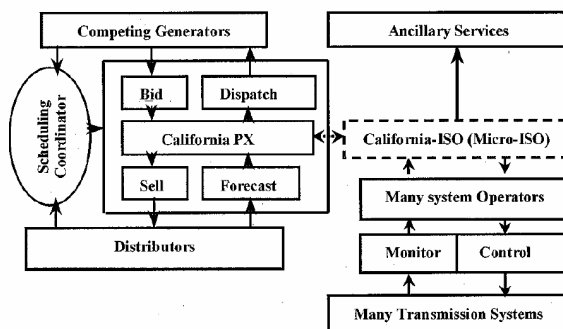 Competing Generators
Ancillary Services
Bid
Dispatch
Scheduling
Coordinator
California PX
California-ISO (Micro-ISO)
Sell
Forecast
Many system Operators
Distributors
Monitor
Control
Many Transmission Systems